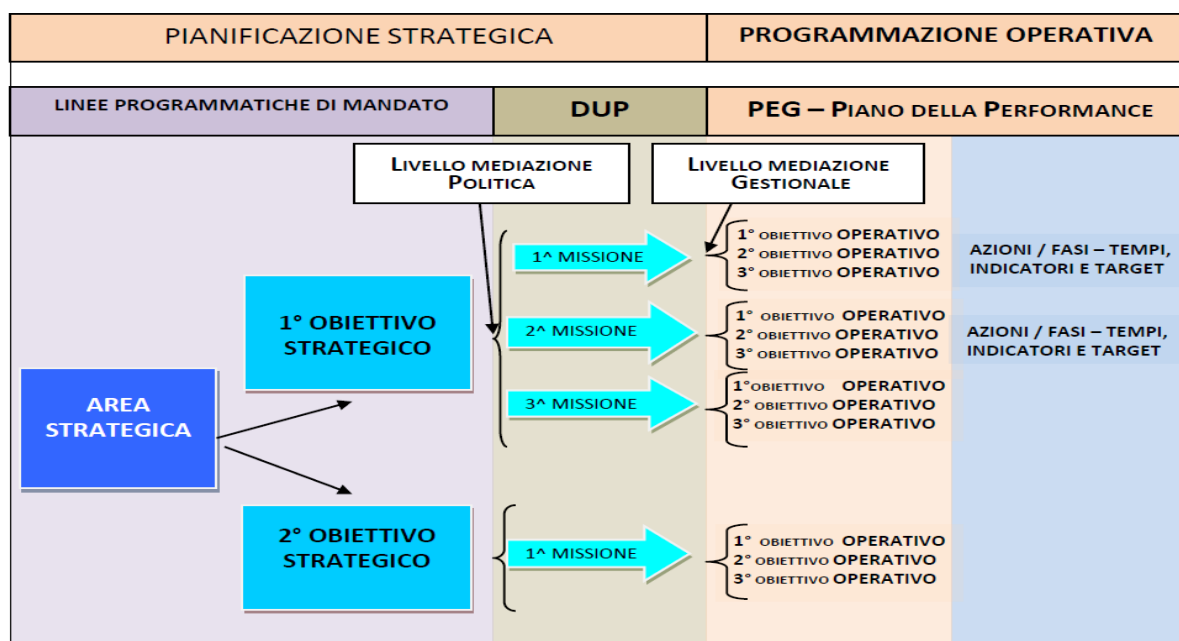 PIANIFICAZIONE STRATEGICA
PROGRAMMAZIONE OPERATIVA
LINEE PROGRAMMATICHE DI MANDATO
DUP
PEG – PIANO DELLA PERFORMANCE
LIVELLO MEDIAZIONE
POLITICA
LIVELLO MEDIAZIONE
GESTIONALE
AREA
STRATEGICA
1° OBIETTIVO
STRATEGICO
1^ MISSIONE
1° OBIETTIVO OPERATIVO
2° OBIETTIVO OPERATIVO
3° OBIETTIVO OPERATIVO
AZIONI / FASI – TEMPI,
INDICATORI E TARGET
2^ MISSIONE
1° OBIETTIVO OPERATIVO
2° OBIETTIVO OPERATIVO
3° OBIETTIVO OPERATIVO
AZIONI / FASI – TEMPI,
INDICATORI E TARGET
3^ MISSIONE
1°OBIETTIVO OPERATIVO
2° OBIETTIVO OPERATIVO
3° OBIETTIVO OPERATIVO
2° OBIETTIVO
STRATEGICO
1^ MISSIONE
1° OBIETTIVO OPERATIVO
2° OBIETTIVO OPERATIVO
3° OBIETTIVO OPERATIVO